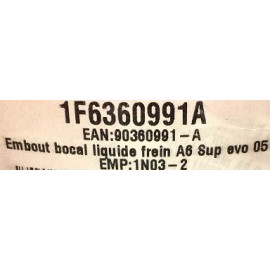 1F6360991A
EAN:90360991-A
Embout bocal liquide frein A6 Sup evo 05
EMP:1N03-2